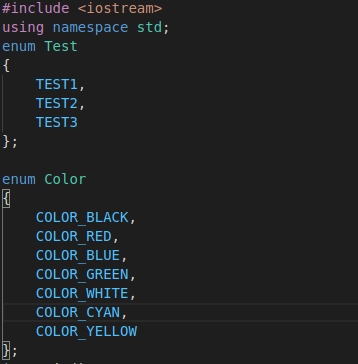 #include <iostream>
using namespace std;
enum Test
{
    TEST1,
    TEST2,
    TEST3
};
enum Color
{
    COLOR_BLACK,
    COLOR_RED,
    COLOR_BLUE,
    COLOR_GREEN,
    COLOR_WHITE,
    COLOR_CYAN,
    COLOR_YELLOW
};